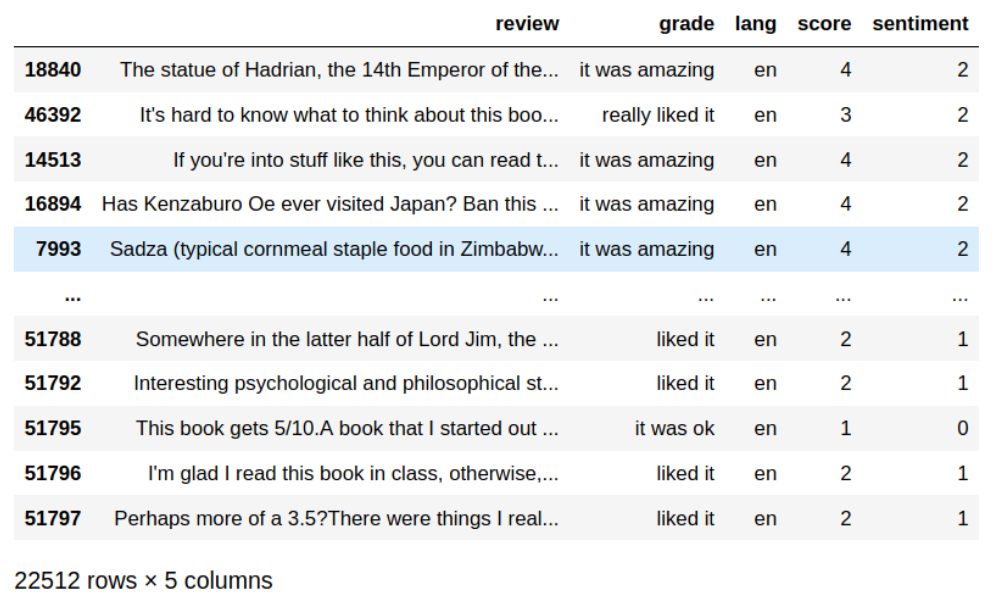 review grade lang score sentiment
18840 The statue of Hadrian, the 14th Emperor of the... it was amazing en 4 2
46392 It's hard to know what to think about this boo... really liked it en 3 2
14513 If you're into stuff like this, you can read t... it was amazing en 4 2
16894 Has Kenzaburo Oe ever visited Japan? Ban this ... it was amazing en 4 2
7993 Sadza (typical cornmeal staple food in Zimbabw... it was amazing en 4 2
... ... ... ... ... ...
51788 Somewhere in the latter half of Lord Jim, the ... liked it en 2 1
51792 Interesting psychological and philosophical st... liked it en 2 1
51795 This book gets 5/10.A book that I started out ... it was ok en 1 0
51796 I'm glad I read this book in class, otherwise,... liked it en 2 1
51797 Perhaps more of a 3.5?There were things I real... liked it en 2 1
22512 rows × 5 columns